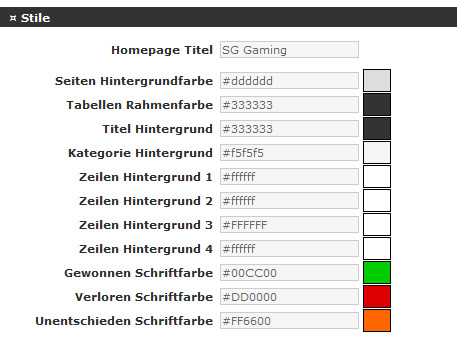 ¤ Stile
Homepage Titel SG Gaming
Seiten Hintergrundfarbe #dddddd
Tabellen Rahmenfarbe #333333
Titel Hintergrund #333333
Kategorie Hintergrund #f5f5f5
Zeilen Hintergrund 1 #ffffff
Zeilen Hintergrund 2 #ffffff
Zeilen Hintergrund 3 #FFFFFF
Zeilen Hintergrund 4 #ffffff
Gewonnen Schriftfarbe #00CC00
Verloren Schriftfarbe #DD0000
Unentschieden Schriftfarbe #FF6600